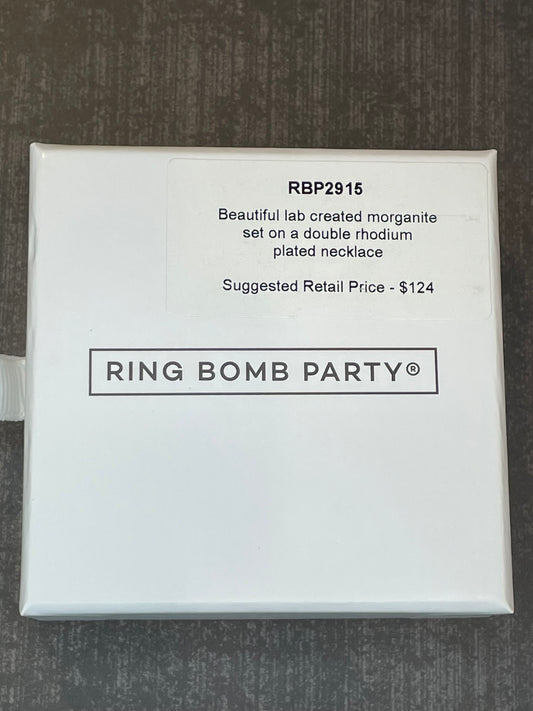 RBP2915
Beautiful lab created morganite
set on a double rhodium
plated necklace
Suggested Retail Price - $124
RING BOMB PARTY®